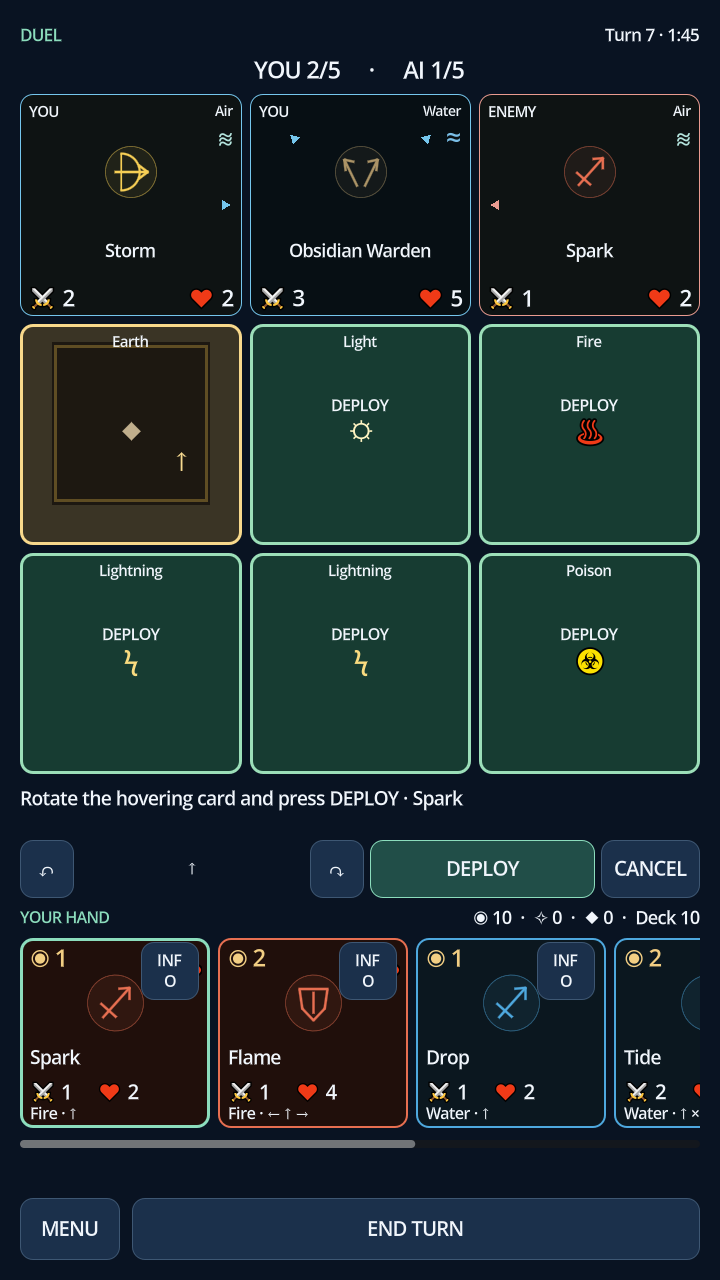 DUEL
Turn 7 · 1:45
YOU 2/5 · AI 1/5
YOU Air
Storm
2 2
YOU Water
Obsidian Warden
3 5
ENEMY Air
Spark
1 2
Earth
↑
Light
DEPLOY
Fire
DEPLOY
Lightning
DEPLOY
Lightning
DEPLOY
Poison
DEPLOY
Rotate the hovering card and press DEPLOY · Spark
↶ ↑ ↷ DEPLOY CANCEL
YOUR HAND
◉ 10 · ✧ 0 · ◆ 0 · Deck 10
◉ 1
INF
O
Spark
1 2
Fire · ↑
◉ 2
INF
O
Flame
1 4
Fire · ← ↑ →
◉ 1
INF
O
Drop
1 2
Water · ↑
◉ 2
Tide
2
Water · ↑ ×
MENU
END TURN